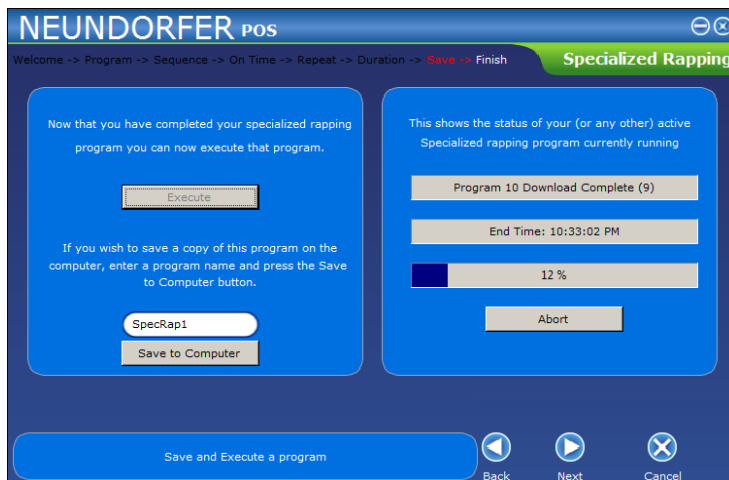 NEUNDORFER POS
Welcome -> Program -> Sequence -> On Time -> Repeat -> Duration -> Save -> Finish
Specialized Rapping
Now that you have completed your specialized rapping
program you can now execute that program.
Execute
If you wish to save a copy of this program on the
computer, enter a program name and press the Save
to Computer button.
SpecRap1
Save to Computer
This shows the status of your (or any other) active
Specialized rapping program currently running
Program 10 Download Complete (9)
End Time: 10:33:02 PM
12 %
Abort
Save and Execute a program
Back
Next
Cancel